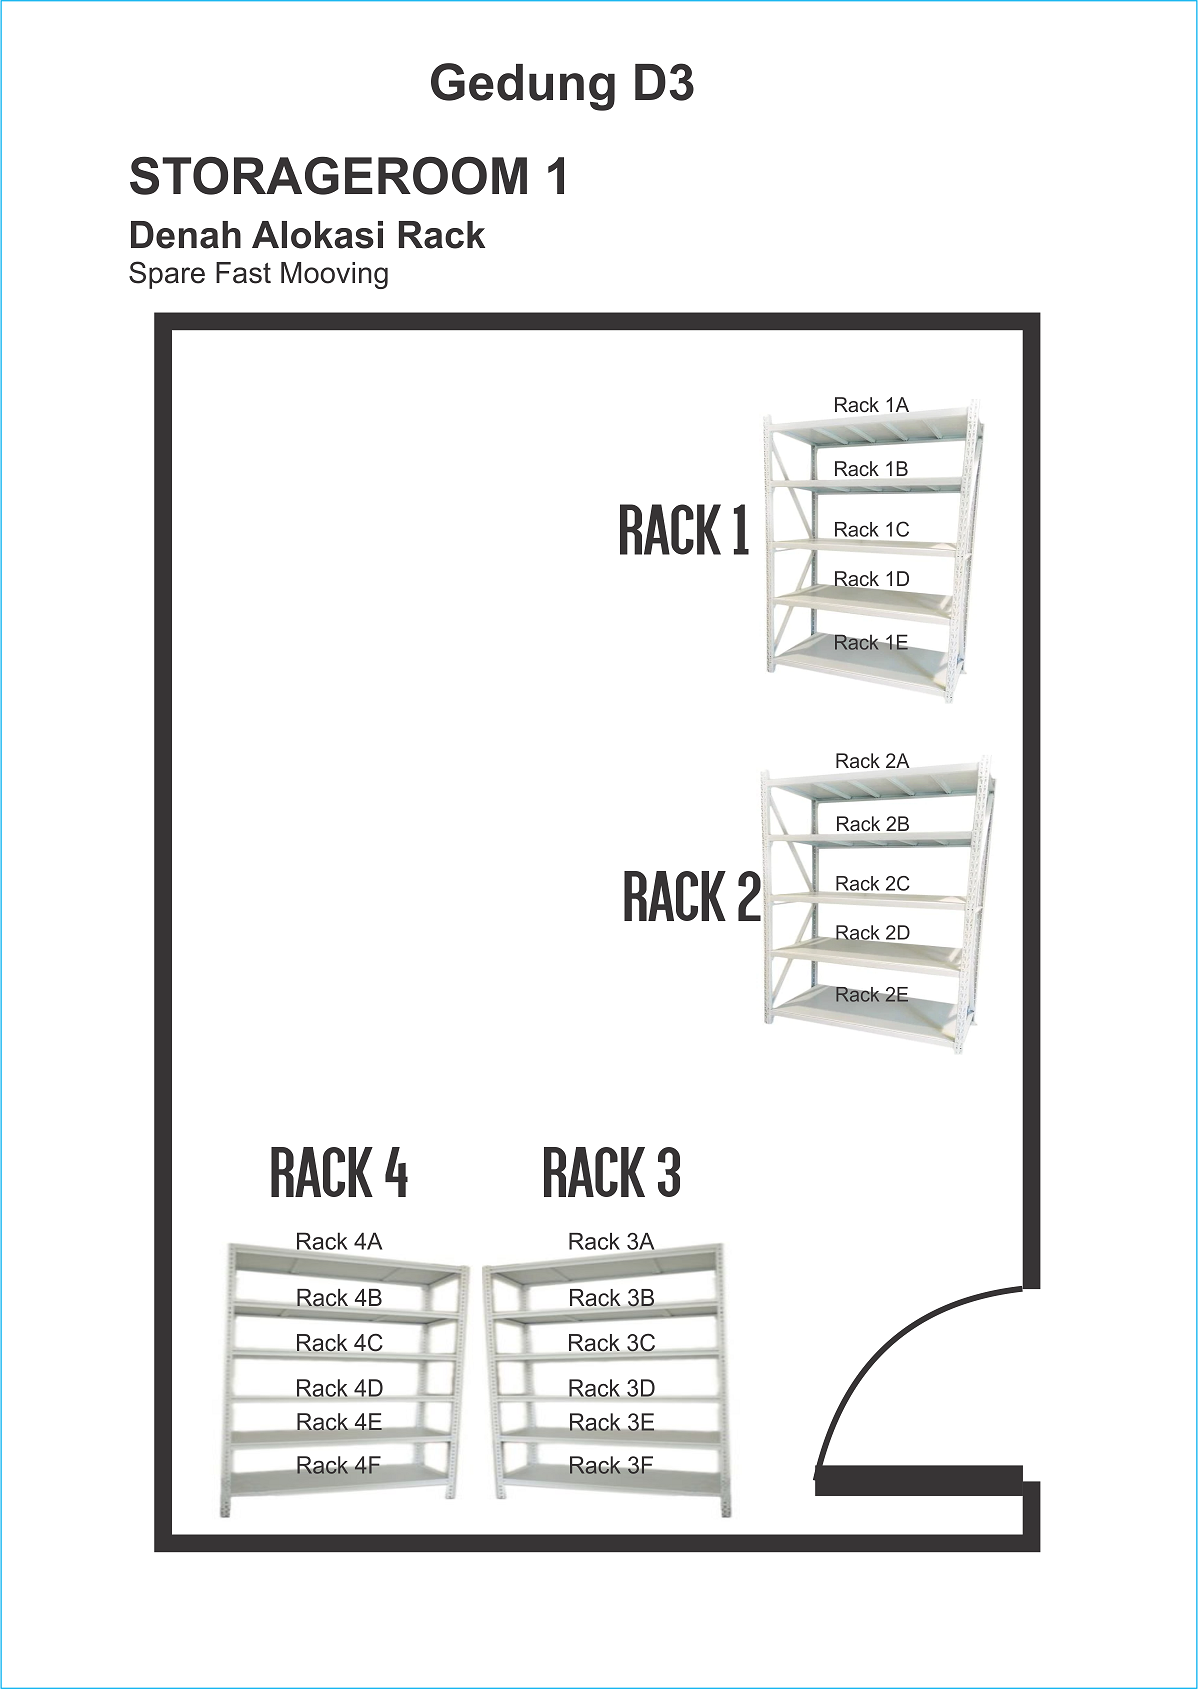 Gedung D3
STORAGEROOM 1
Denah Alokasi Rack
Spare Fast Mooving
RACK 1
Rack 1A
Rack 1B
Rack 1C
Rack 1D
Rack 1E
RACK 2
Rack 2A
Rack 2B
Rack 2C
Rack 2D
Rack 2E
RACK 4
Rack 4A
Rack 4B
Rack 4C
Rack 4D
Rack 4E
Rack 4F
RACK 3
Rack 3A
Rack 3B
Rack 3C
Rack 3D
Rack 3E
Rack 3F